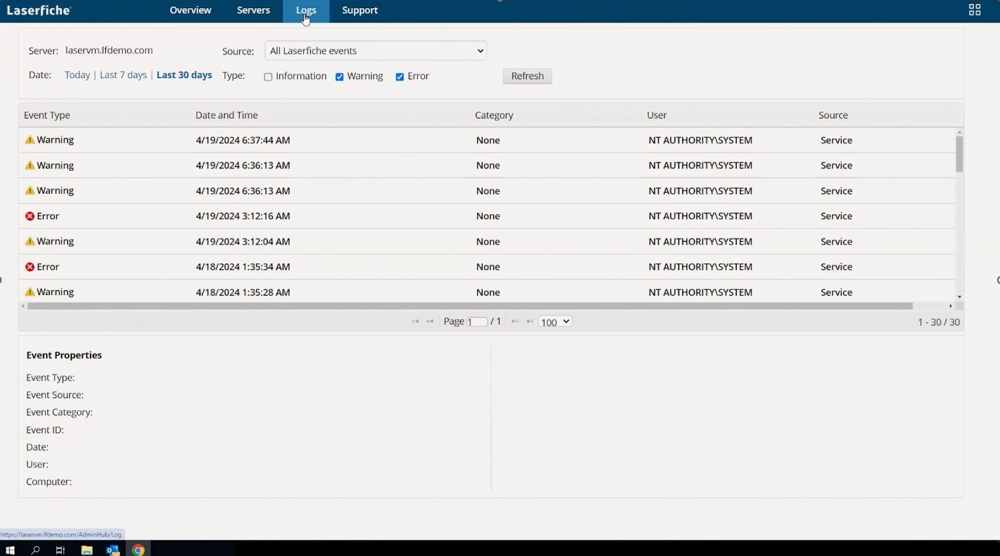 Laserfiche
Overview Servers Logs Support
Server: laservm.lfdemo.com Source: All Laserfiche events
Date: Today | Last 7 days | Last 30 days Type: Information Warning Error Refresh
Event Type Date and Time Category User Source
Warning 4/19/2024 6:37:44 AM None NT AUTHORITY\SYSTEM Service
Warning 4/19/2024 6:36:13 AM None NT AUTHORITY\SYSTEM Service
Warning 4/19/2024 6:36:13 AM None NT AUTHORITY\SYSTEM Service
Error 4/19/2024 3:12:16 AM None NT AUTHORITY\SYSTEM Service
Warning 4/19/2024 3:12:04 AM None NT AUTHORITY\SYSTEM Service
Error 4/18/2024 1:35:34 AM None NT AUTHORITY\SYSTEM Service
Warning 4/18/2024 1:35:28 AM None NT AUTHORITY\SYSTEM Service
Page 1 / 1 100 1 - 30 / 30
Event Properties
Event Type:
Event Source:
Event Category:
Event ID:
Date:
User:
Computer:
https://laservm.lfdemo.com/AdminHub/Log